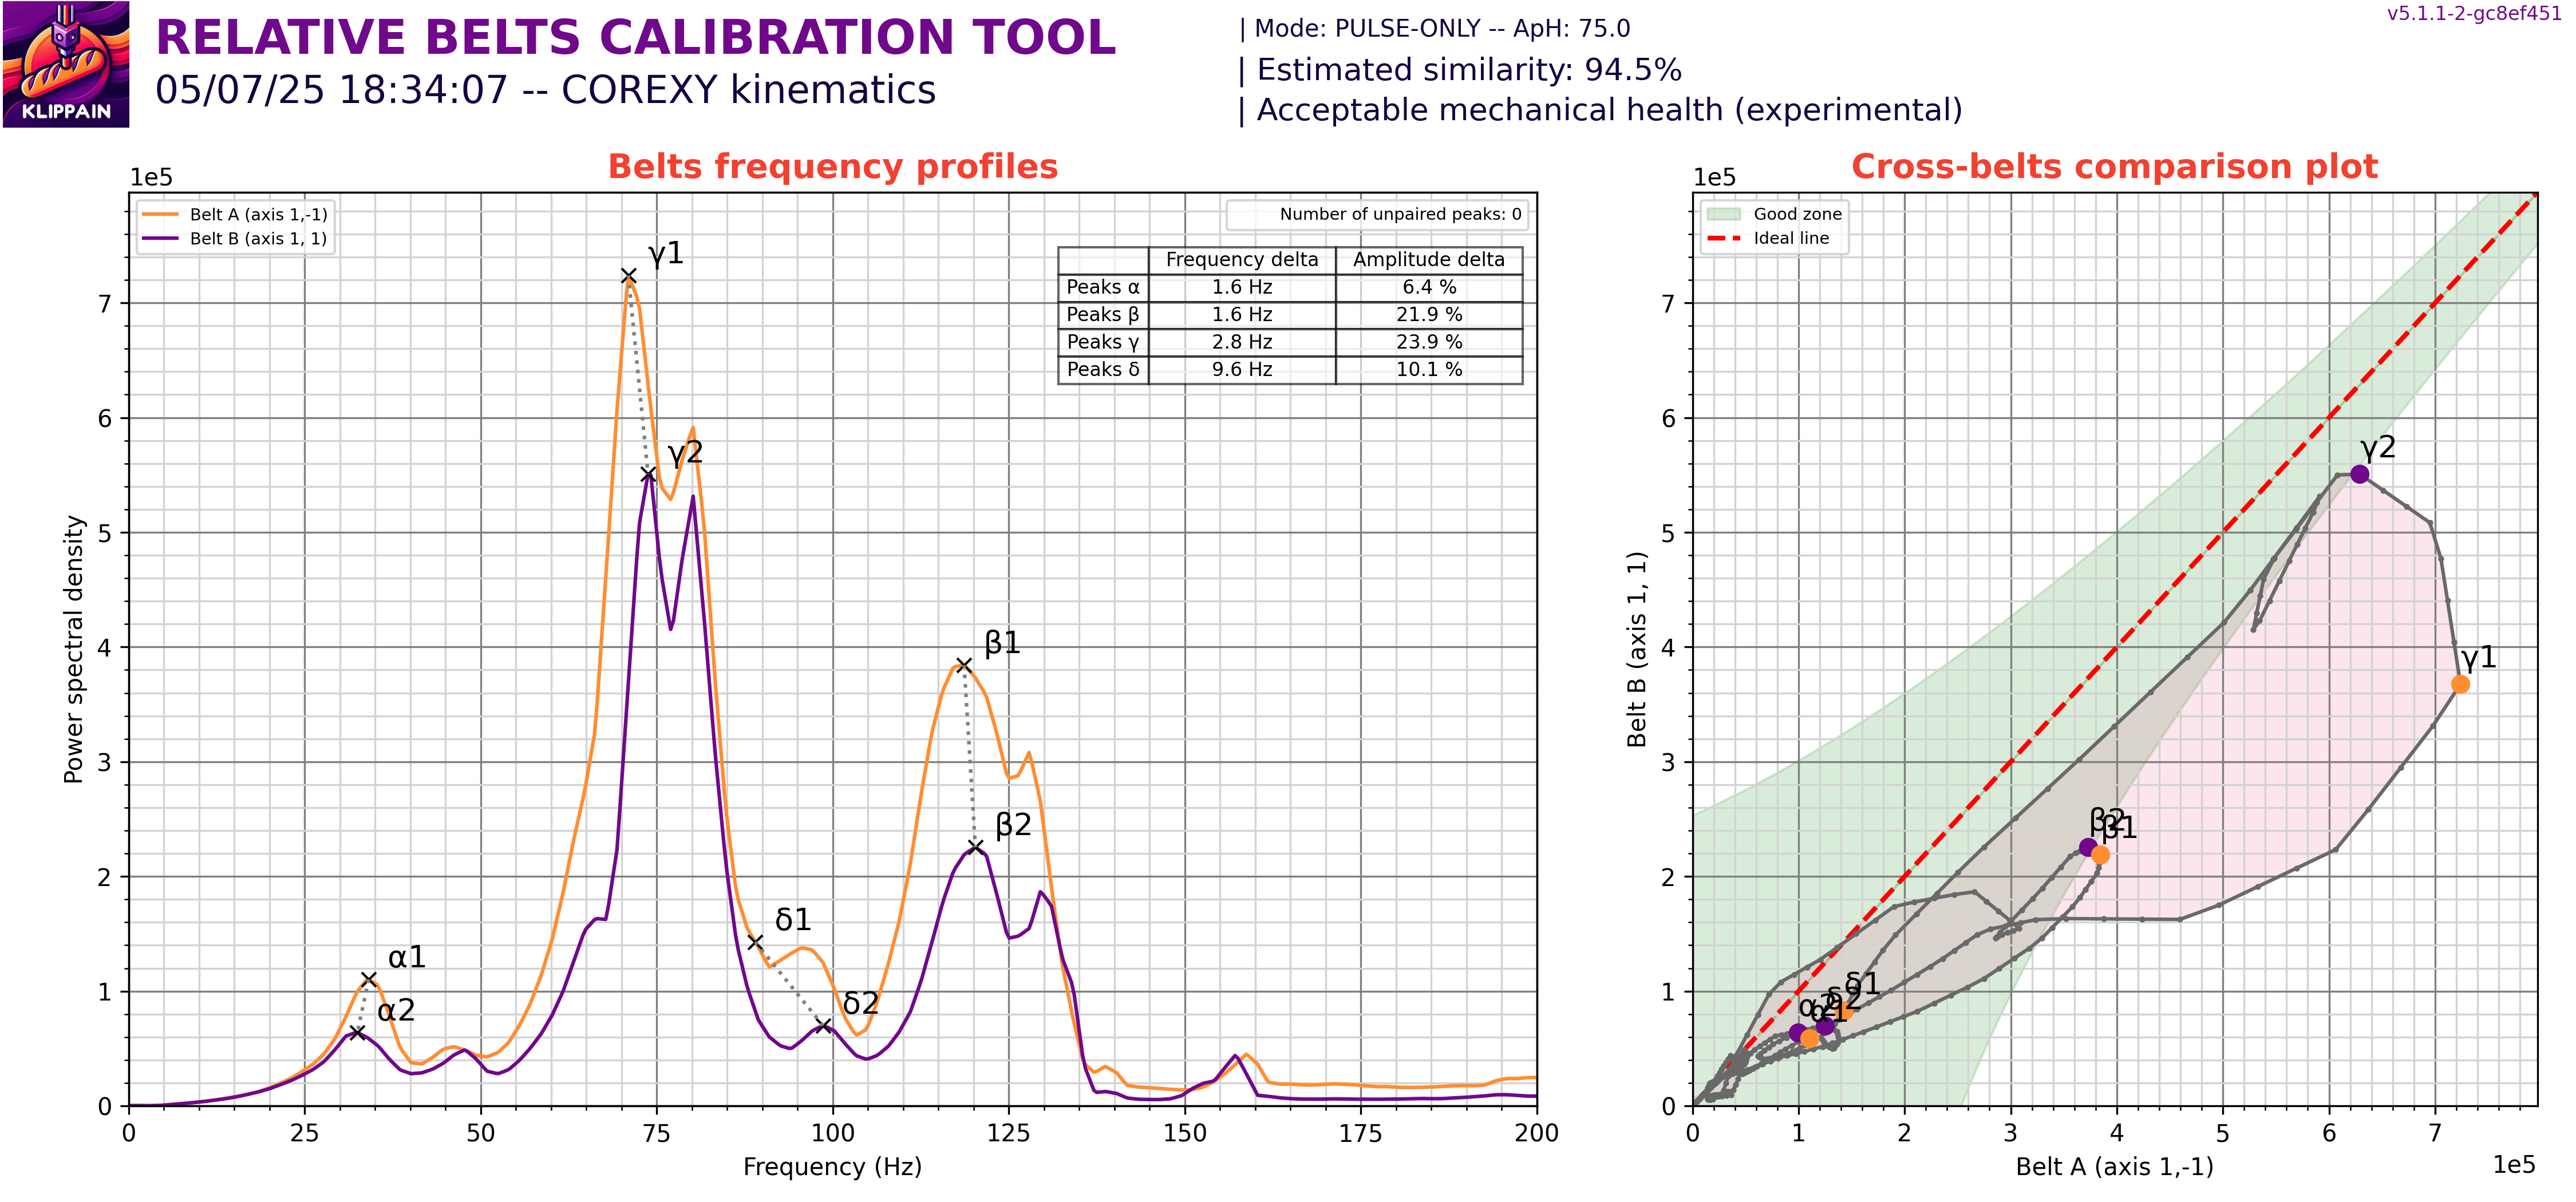 KLIPPAIN
RELATIVE BELTS CALIBRATION TOOL
05/07/25 18:34:07 -- COREXY kinematics
| Mode: PULSE-ONLY -- ApH: 75.0
| Estimated similarity: 94.5%
| Acceptable mechanical health (experimental)
v5.1.1-2-gc8ef451
Belts frequency profiles
1e5
Belt A (axis 1,-1)
Belt B (axis 1, 1)
Number of unpaired peaks: 0
Frequency delta Amplitude delta
Peaks α 1.6 Hz 6.4 %
Peaks β 1.6 Hz 21.9 %
Peaks γ 2.8 Hz 23.9 %
Peaks δ 9.6 Hz 10.1 %
γ1
γ2
β1
β2
δ1
δ2
α1
α2
7
6
5
4
3
2
1
0
Power spectral density
0 25 50 75 100 125 150 175 200
Frequency (Hz)
Cross-belts comparison plot
1e5
Good zone
Ideal line
γ2
γ1
β2
β1
δ1
δ2
α2
α1
7
6
5
4
3
2
1
0
Belt B (axis 1, 1)
0 1 2 3 4 5 6 7
Belt A (axis 1,-1)
1e5